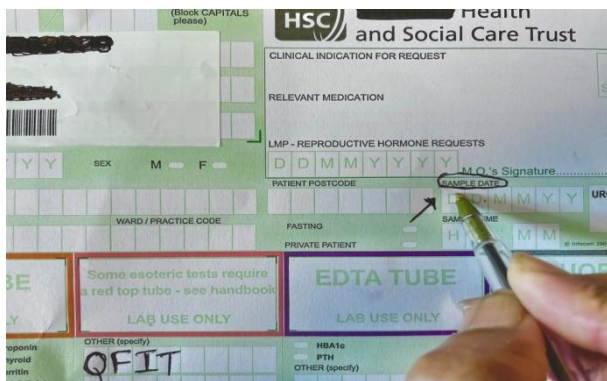 (Block CAPITALS
please)
HSC
Health
and Social Care Trust
CLINICAL INDICATION FOR REQUEST
RELEVANT MEDICATION
LMP - REPRODUCTIVE HORMONE REQUESTS
D D M M Y Y Y Y
M.O.'s Signature
Y Y Y
SEX M F
PATIENT POSTCODE
SAMPLE DATE
D D M M Y Y
WARD / PRACTICE CODE
FASTING
H M M
PRIVATE PATIENT
Some esoteric tests require
a red top tube - see handbook
LAB USE ONLY
EDTA TUBE
LAB USE ONLY
OTHER (specify)
QFIT
HBA1c
PTH
OTHER (specify)